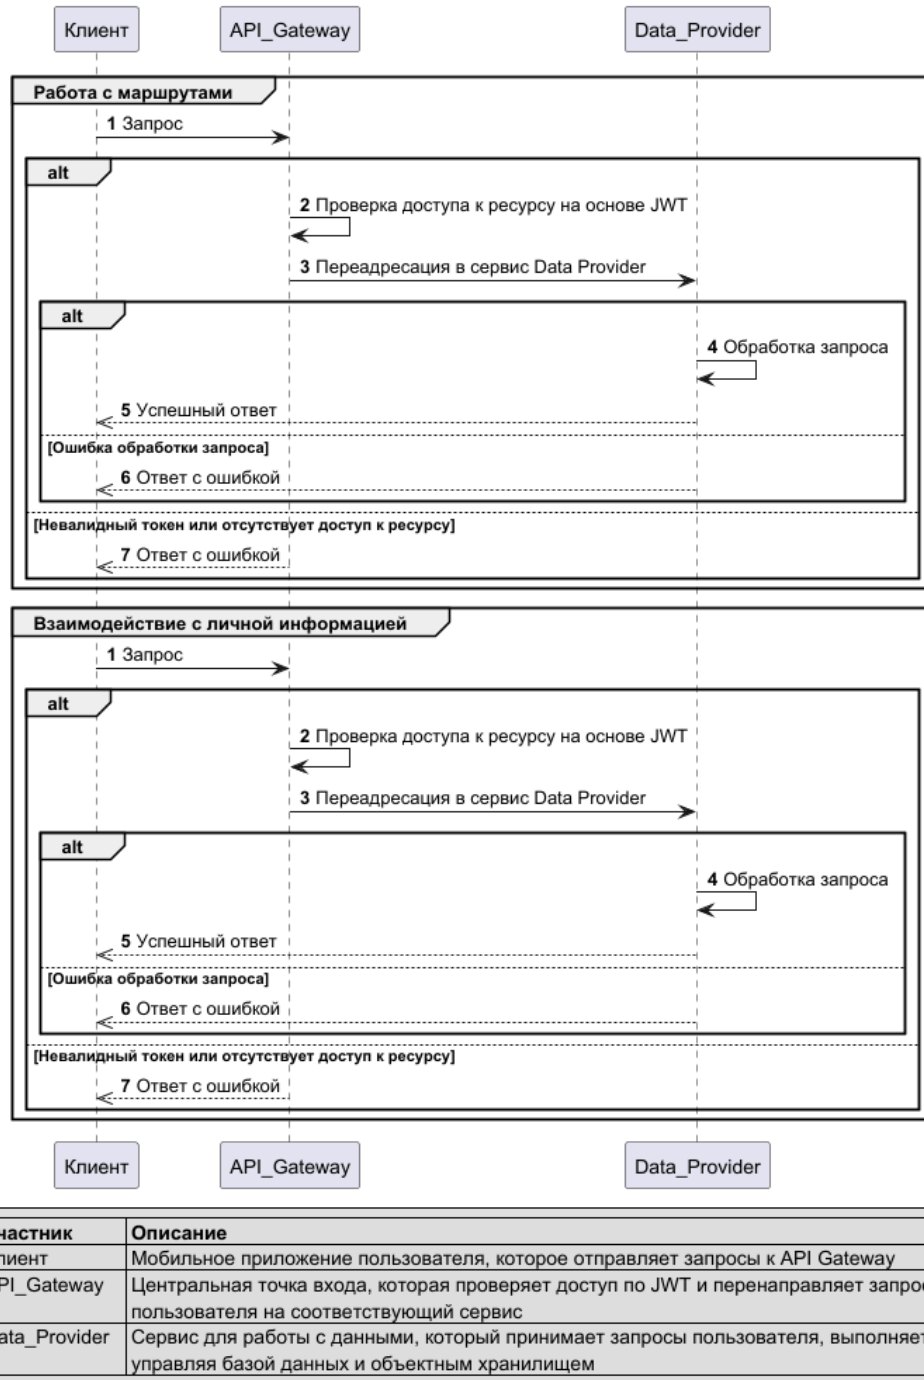 Клиент API_Gateway Data_Provider
Работа с маршрутами
1 Запрос
alt
2 Проверка доступа к ресурсу на основе JWT
3 Переадресация в сервис Data Provider
alt
4 Обработка запроса
5 Успешный ответ
[Ошибка обработки запроса]
6 Ответ с ошибкой
[Невалидный токен или отсутствует доступ к ресурсу]
7 Ответ с ошибкой
Взаимодействие с личной информацией
1 Запрос
alt
2 Проверка доступа к ресурсу на основе JWT
3 Переадресация в сервис Data Provider
alt
4 Обработка запроса
5 Успешный ответ
[Ошибка обработки запроса]
6 Ответ с ошибкой
[Невалидный токен или отсутствует доступ к ресурсу]
7 Ответ с ошибкой
Клиент API_Gateway Data_Provider
частник Описание
лиент Мобильное приложение пользователя, которое отправляет запросы к API Gateway
PI_Gateway Центральная точка входа, которая проверяет доступ по JWT и перенаправляет запро
пользователя на соответствующий сервис
ata_Provider Сервис для работы с данными, который принимает запросы пользователя, выполняет
управляя базой данных и объектным хранилищем